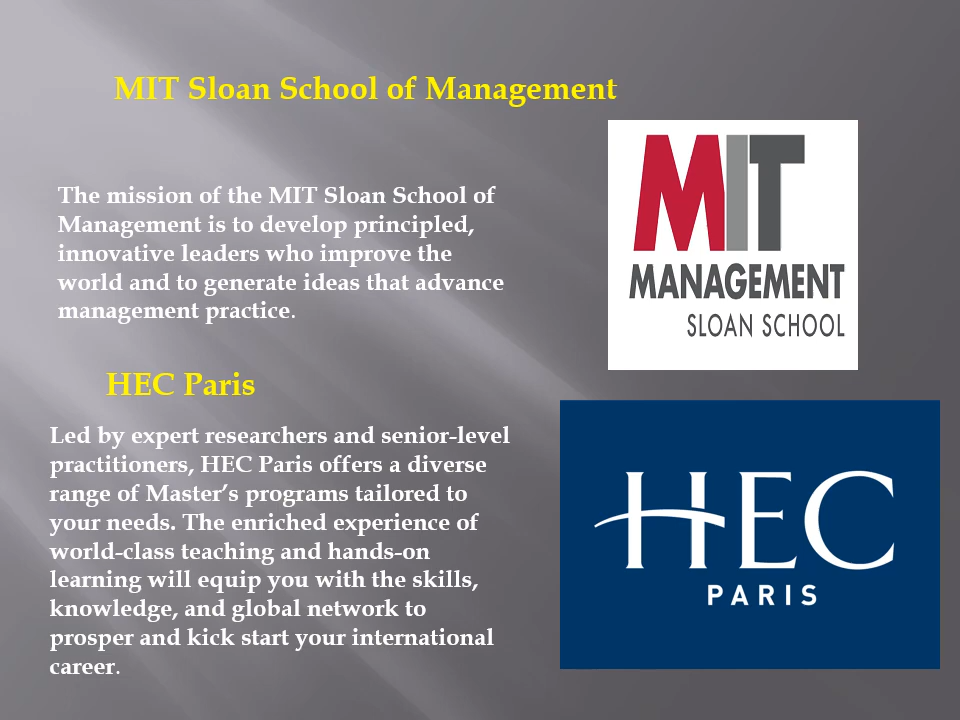 MIT Sloan School of Management
The mission of the MIT Sloan School of
Management is to develop principled,
innovative leaders who improve the
world and to generate ideas that advance
management practice.
MIT
MANAGEMENT
SLOAN SCHOOL
HEC Paris
Led by expert researchers and senior-level
practitioners, HEC Paris offers a diverse
range of Master’s programs tailored to
your needs. The enriched experience of
world-class teaching and hands-on
learning will equip you with the skills,
knowledge, and global network to
prosper and kick start your international
career.
HEC
PARIS